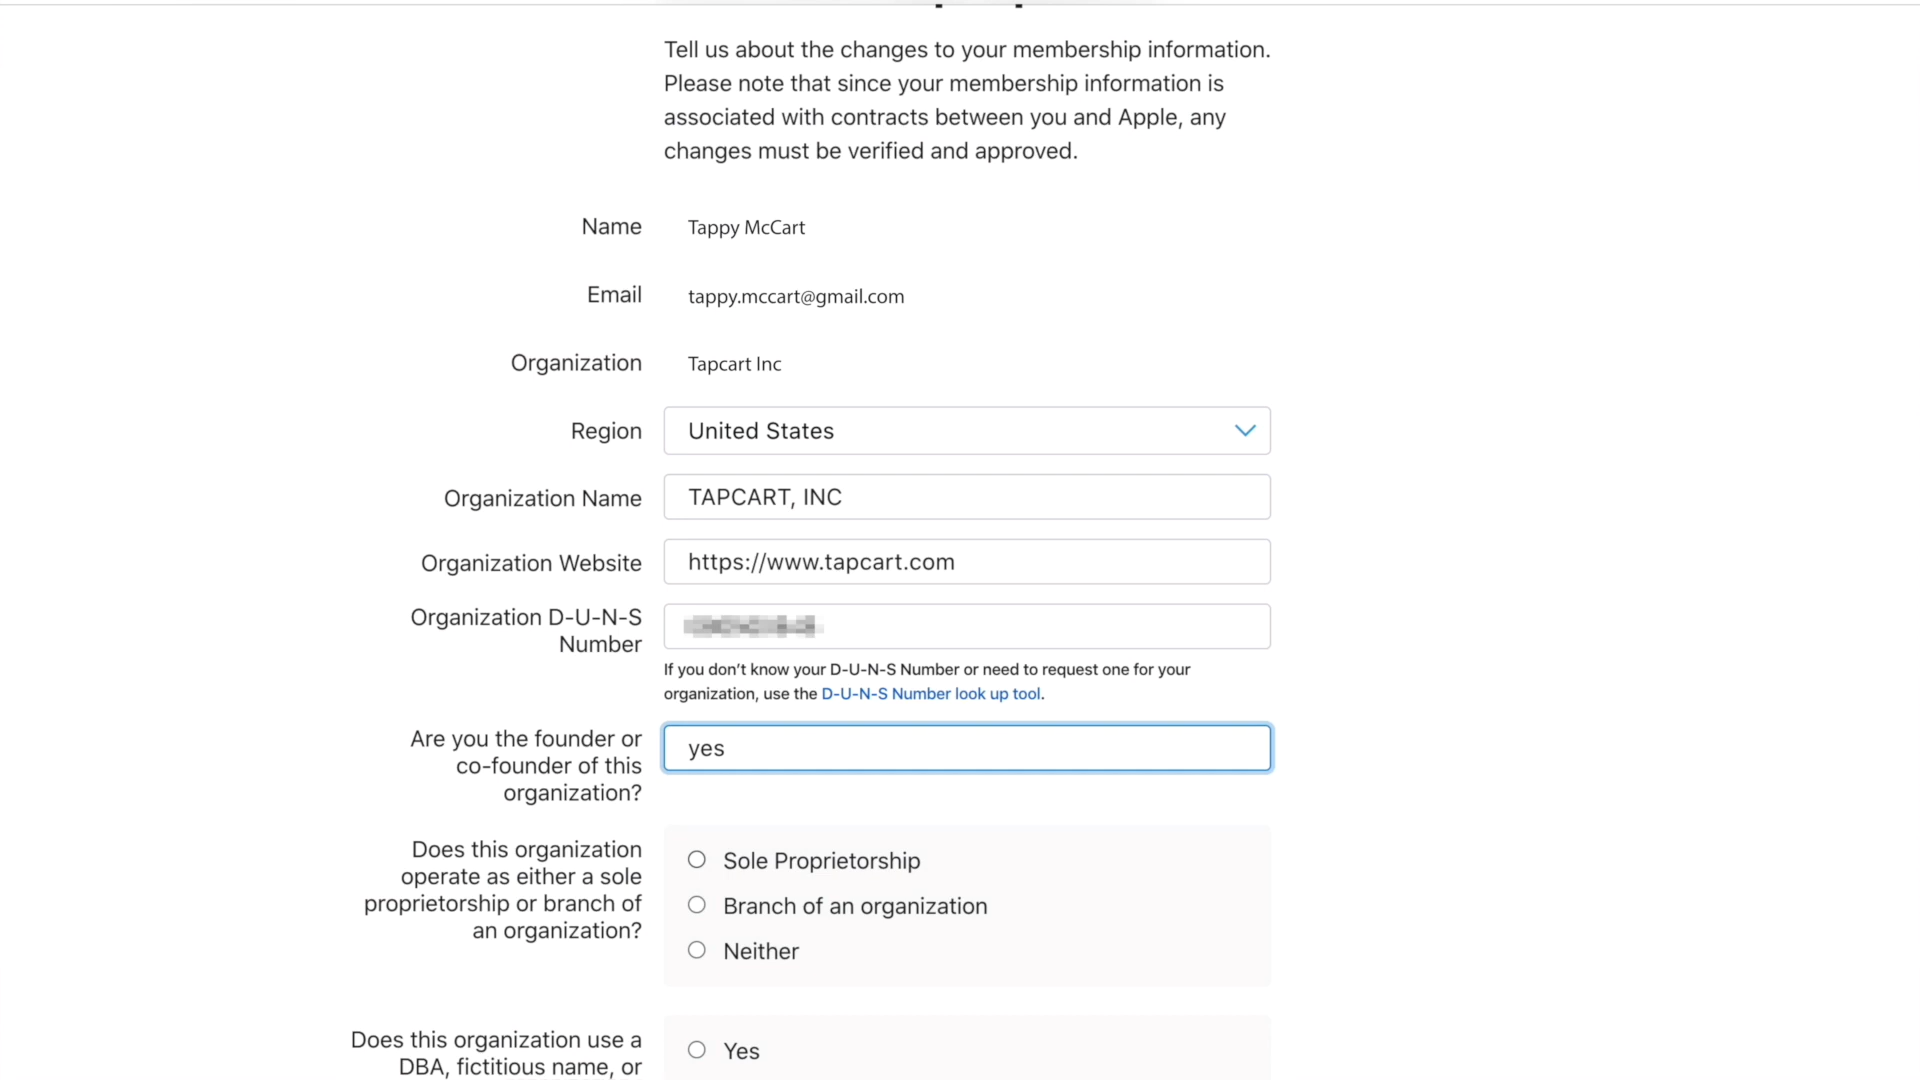 Tell us about the changes to your membership information.
Please note that since your membership information is
associated with contracts between you and Apple, any
changes must be verified and approved.
Name
Tappy McCart
Email
tappy.mccart@gmail.com
Organization
Tapcart Inc
Region
United States
Organization Name
TAPCART, INC
Organization Website
https://www.tapcart.com
Organization D-U-N-S
Number
If you don’t know your D-U-N-S Number or need to request one for your
organization, use the D-U-N-S Number look up tool.
Are you the founder or
co-founder of this
organization?
yes
Does this organization
operate as either a sole
proprietorship or branch of
an organization?
Sole Proprietorship
Branch of an organization
Neither
Does this organization use a
DBA, fictitious name, or
Yes